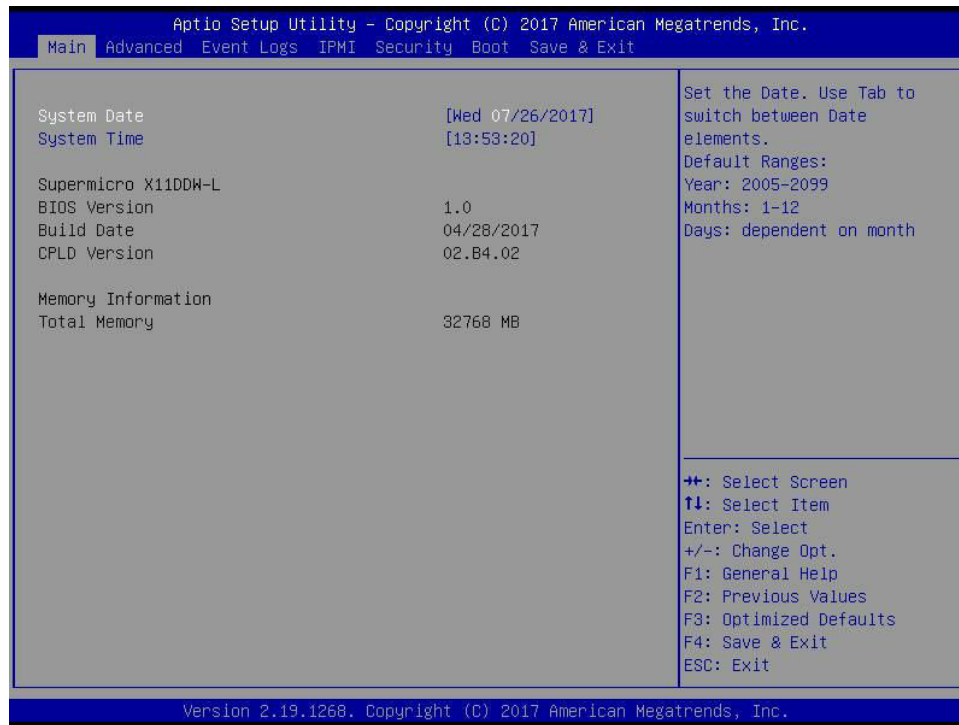 Aptio Setup Utility – Copyright (C) 2017 American Megatrends, Inc.
Main Advanced Event Logs IPMI Security Boot Save & Exit
System Date [Wed 07/26/2017]
System Time [13:53:20]
Supermicro X11DDW-L
BIOS Version 1.0
Build Date 04/28/2017
CPLD Version 02.B4.02
Memory Information
Total Memory 32768 MB
Set the Date. Use Tab to
switch between Date
elements.
Default Ranges:
Year: 2005-2099
Months: 1-12
Days: dependent on month
→←: Select Screen
↑↓: Select Item
Enter: Select
+/-: Change Opt.
F1: General Help
F2: Previous Values
F3: Optimized Defaults
F4: Save & Exit
ESC: Exit
Version 2.19.1268. Copyright (C) 2017 American Megatrends, Inc.